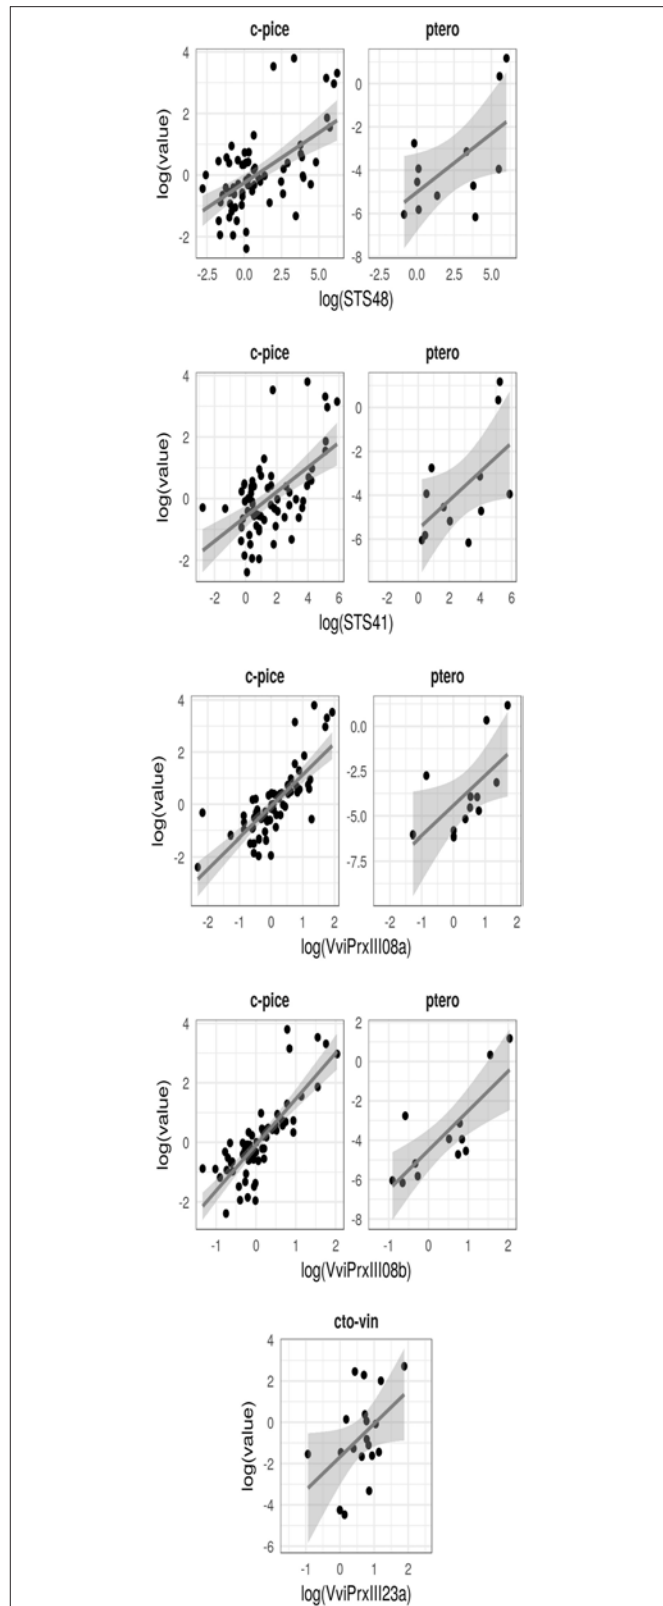 c-pice ptero
4
2
0
-2
0
-2
-4
-6
-8
log(value)
-2.5 0.0 2.5 5.0 -2.5 0.0 2.5 5.0
log(STS48)
c-pice ptero
4
2
0
-2
0
-2
-4
-6
log(value)
-2 0 2 4 6 -2 0 2 4 6
log(STS41)
c-pice ptero
4
2
0
-2
0.0
-2.5
-5.0
-7.5
log(value)
-2 -1 0 1 2 -2 -1 0 1 2
log(VviPrxIII08a)
c-pice ptero
4
2
0
-2
2
0
-2
-4
-6
-8
log(value)
-1 0 1 2 -1 0 1 2
log(VviPrxIII08b)
cto-vin
4
2
0
-2
-4
-6
log(value)
-1 0 1 2
log(VviPrxIII23a)